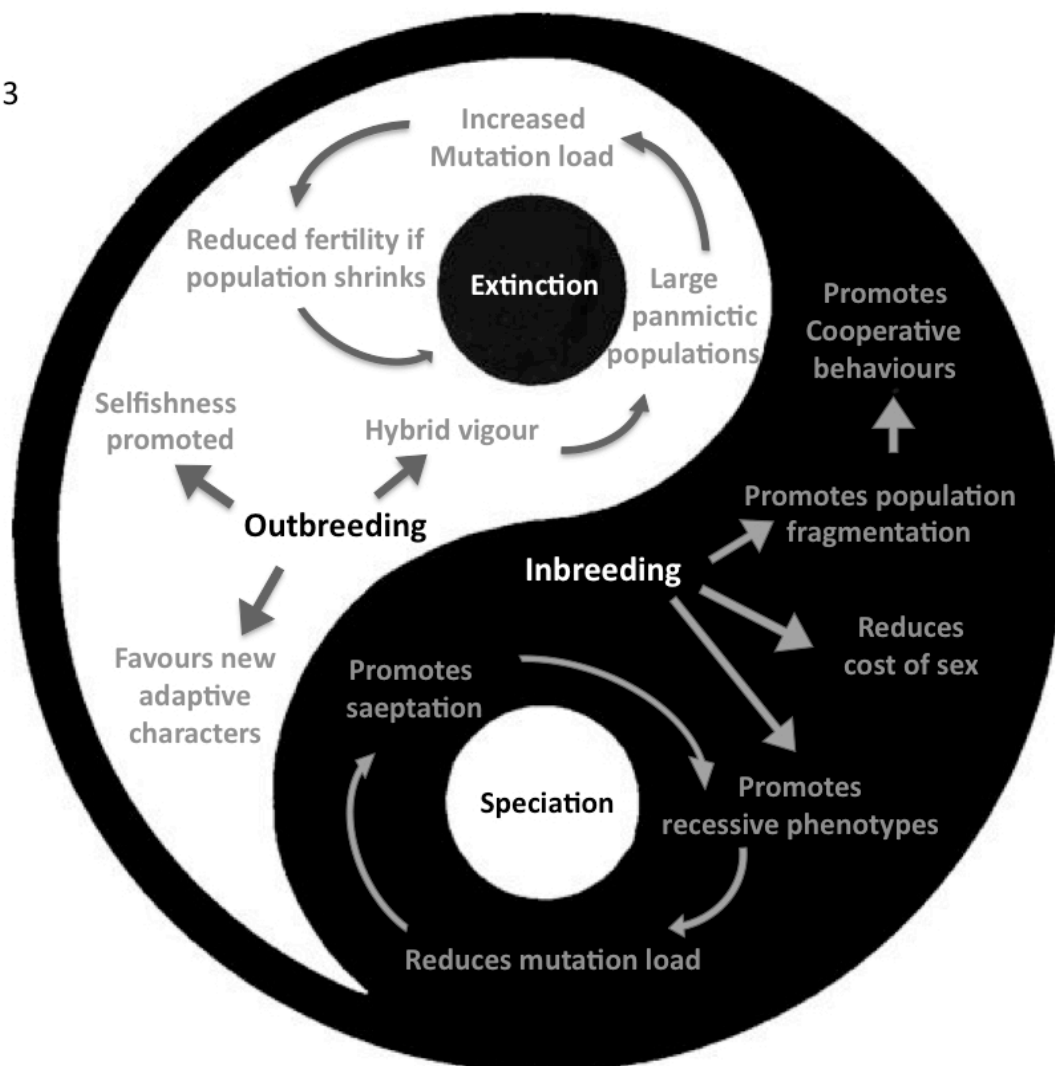 3
Increased
Mutation load
Reduced fertility if
population shrinks
Extinction
Large
panmictic
populations
Selfishness
promoted
Hybrid vigour
Outbreeding
Favours new
adaptive
characters
Promotes
Cooperative
behaviours
Promotes population
fragmentation
Inbreeding
Reduces
cost of sex
Promotes
saeptation
Speciation
Promotes
recessive phenotypes
Reduces mutation load